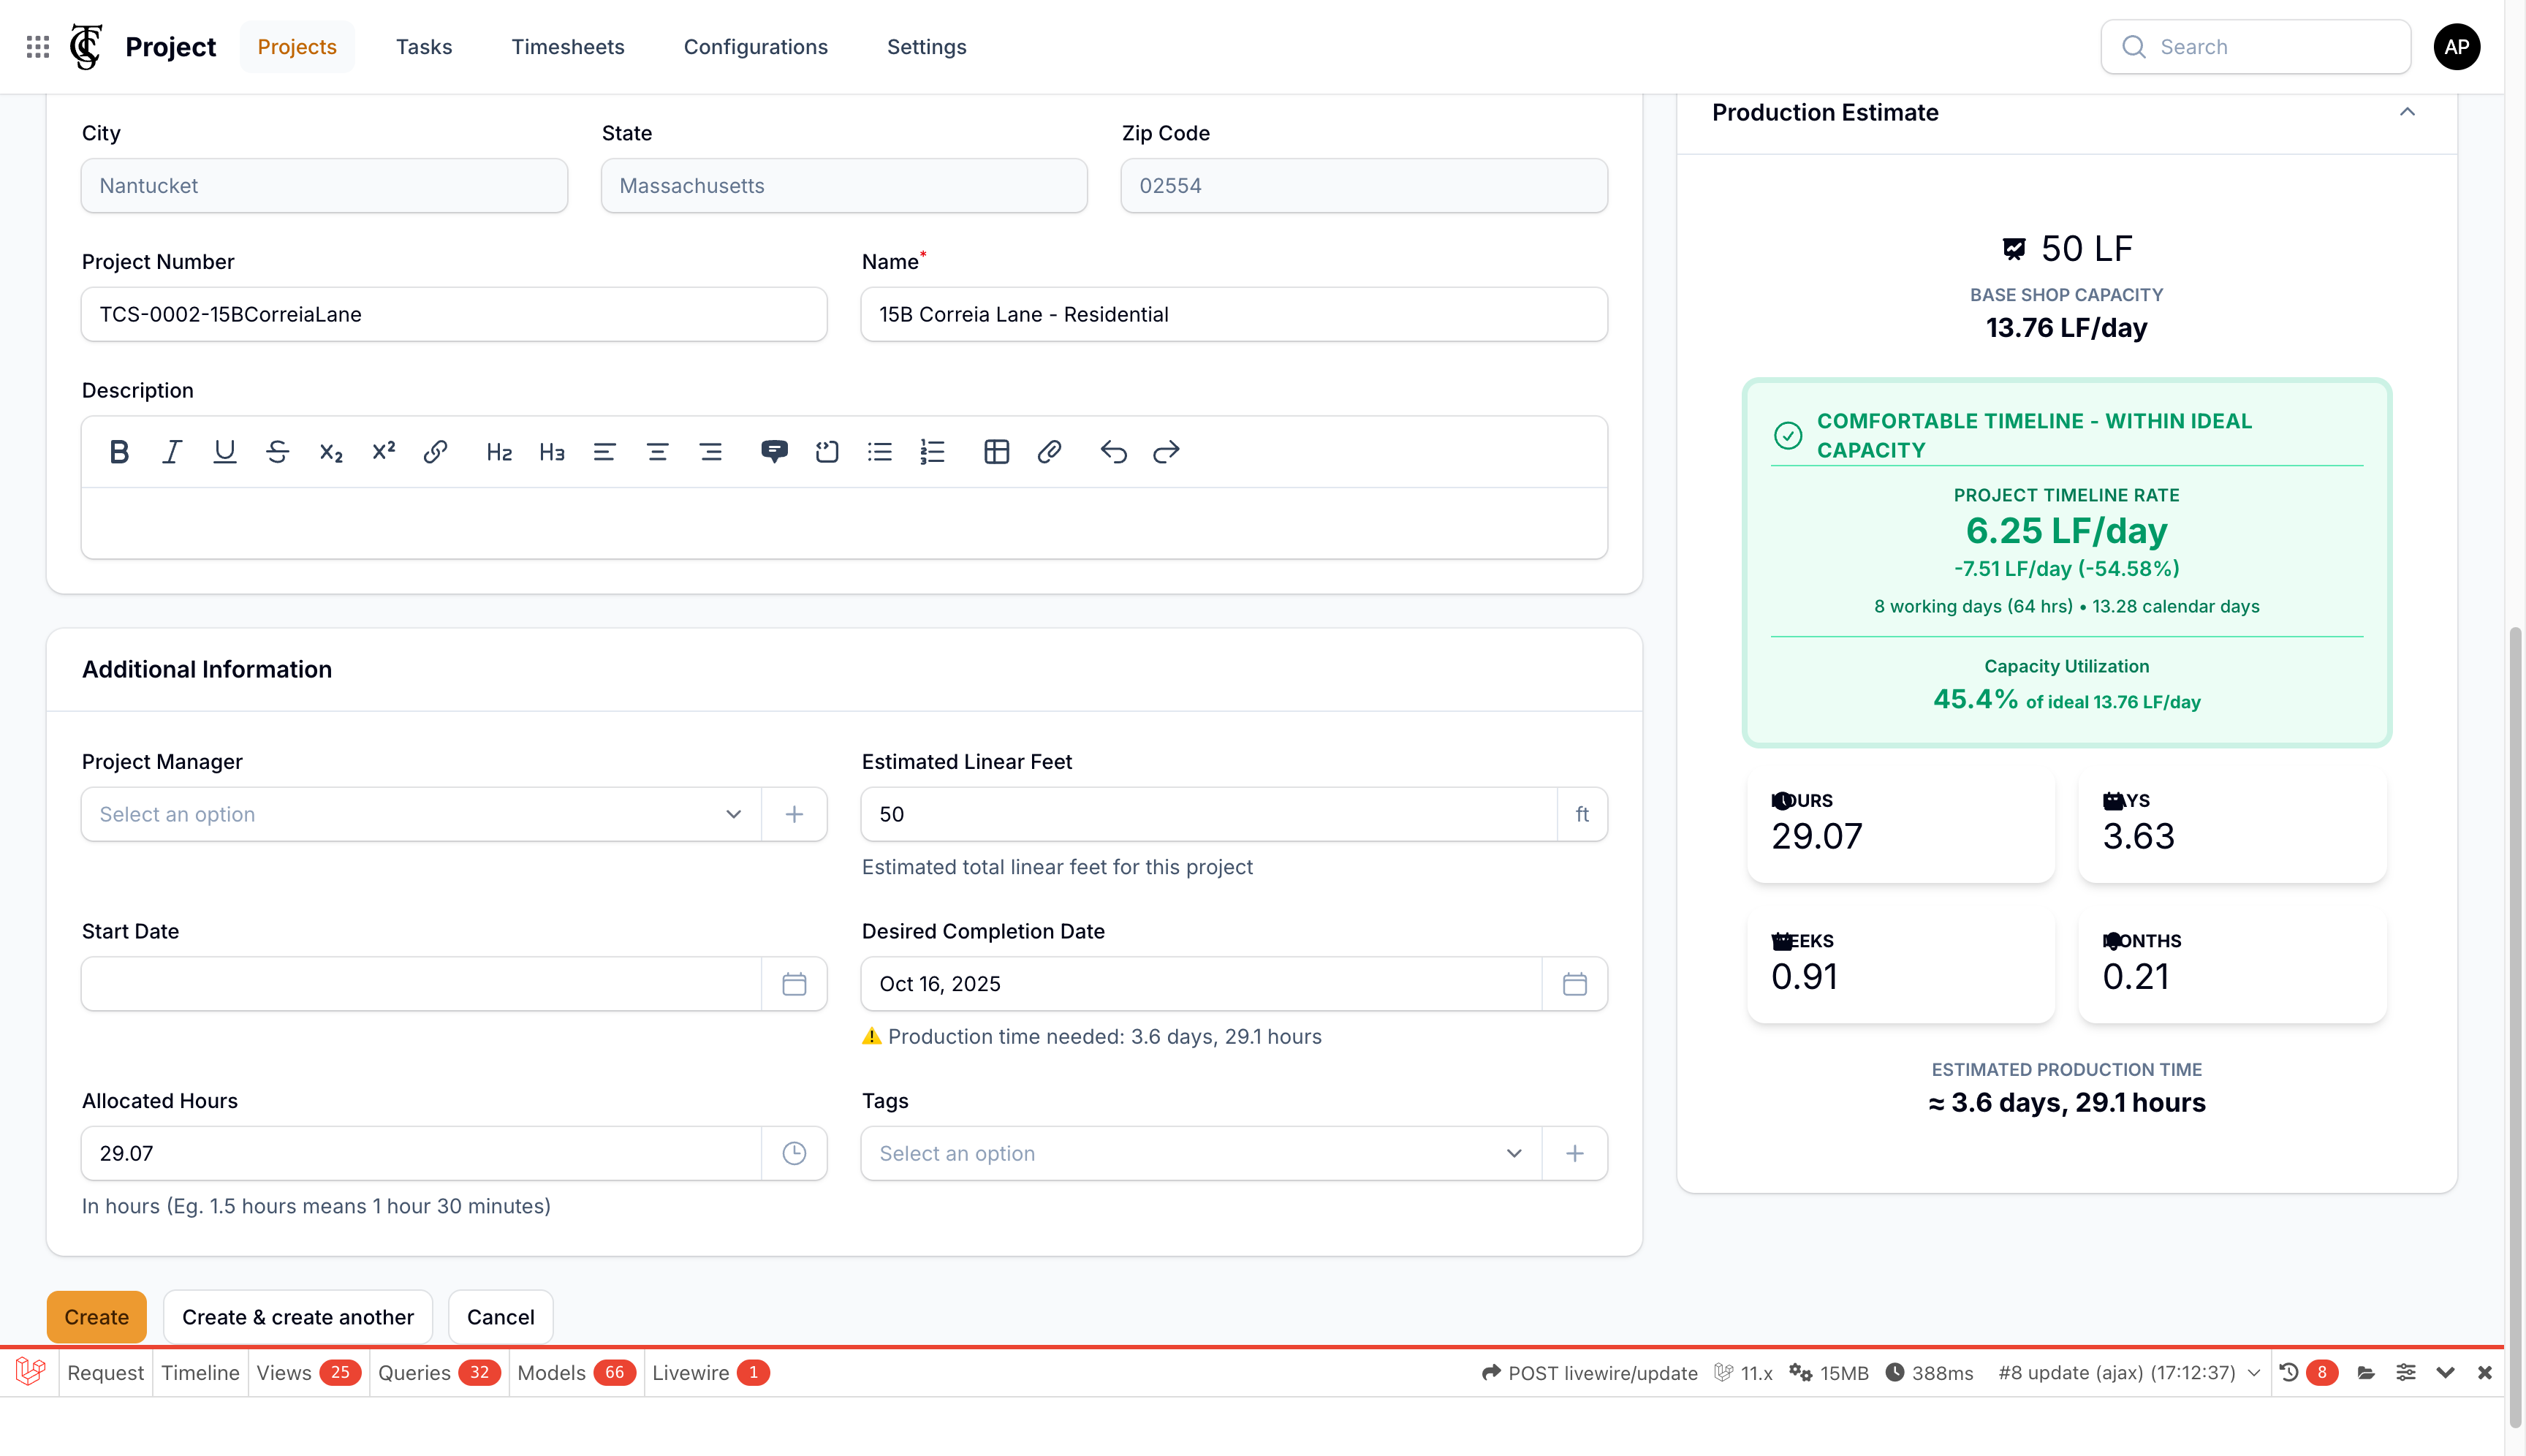 Project
Projects
Tasks
Timesheets
Configurations
Settings
Search
AP
City
State
Zip Code
Nantucket
Massachusetts
02554
Project Number
Name*
TCS-0002-15BCorreiaLane
15B Correia Lane - Residential
Description
B I U S x₂ x² H2 H3
Additional Information
Project Manager
Estimated Linear Feet
Select an option
50
ft
Estimated total linear feet for this project
Start Date
Desired Completion Date
Oct 16, 2025
Production time needed: 3.6 days, 29.1 hours
Allocated Hours
Tags
29.07
Select an option
In hours (Eg. 1.5 hours means 1 hour 30 minutes)
Create
Create & create another
Cancel
Production Estimate
50 LF
BASE SHOP CAPACITY
13.76 LF/day
COMFORTABLE TIMELINE - WITHIN IDEAL
CAPACITY
PROJECT TIMELINE RATE
6.25 LF/day
-7.51 LF/day (-54.58%)
8 working days (64 hrs) • 13.28 calendar days
Capacity Utilization
45.4% of ideal 13.76 LF/day
HOURS
29.07
DAYS
3.63
WEEKS
0.91
MONTHS
0.21
ESTIMATED PRODUCTION TIME
≈ 3.6 days, 29.1 hours
Request
Timeline
Views 25
Queries 32
Models 66
Livewire 1
POST livewire/update
11.x
15MB
388ms
#8 update (ajax) (17:12:37)
8